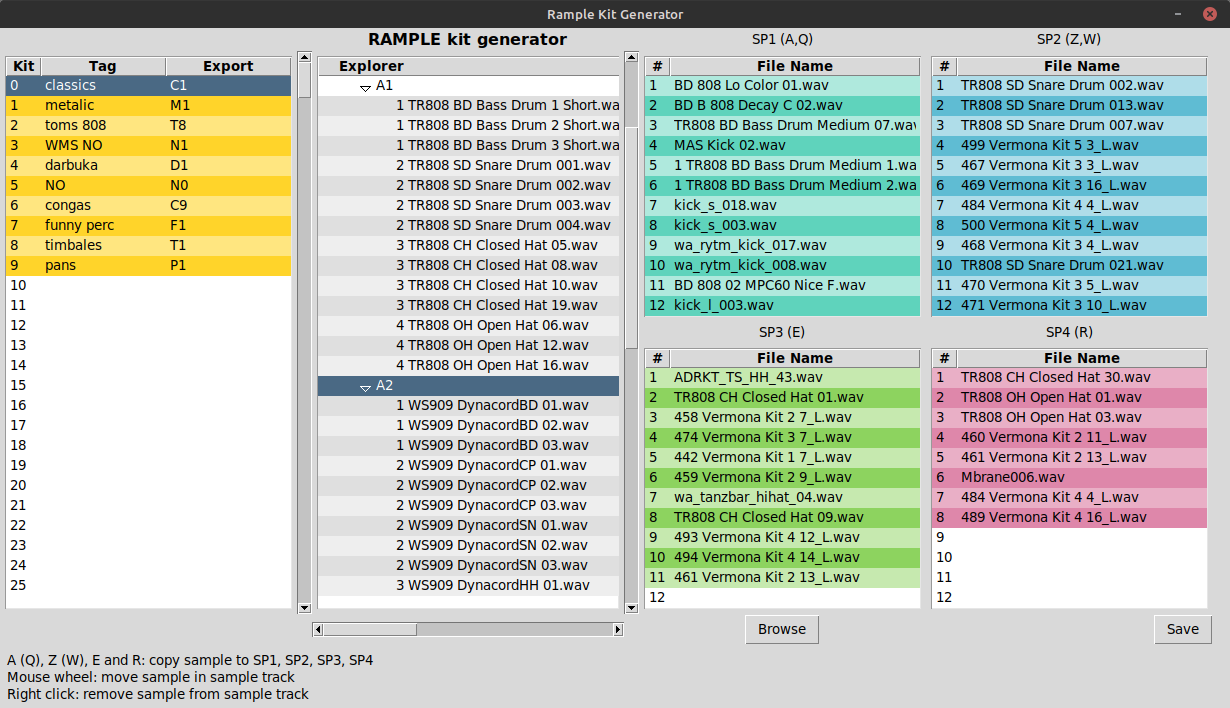 Rample Kit Generator
RAMPLE kit generator
Kit Tag Export
0 classics C1
1 metalic M1
2 toms 808 T8
3 WMS NO N1
4 darbuka D1
5 NO N0
6 congas C9
7 funny perc F1
8 timbales T1
9 pans P1
10
11
12
13
14
15
16
17
18
19
20
21
22
23
24
25
Explorer
A1
1 TR808 BD Bass Drum 1 Short.wa
1 TR808 BD Bass Drum 2 Short.wa
1 TR808 BD Bass Drum 3 Short.wa
2 TR808 SD Snare Drum 001.wav
2 TR808 SD Snare Drum 002.wav
2 TR808 SD Snare Drum 003.wav
2 TR808 SD Snare Drum 004.wav
3 TR808 CH Closed Hat 05.wav
3 TR808 CH Closed Hat 08.wav
3 TR808 CH Closed Hat 10.wav
3 TR808 CH Closed Hat 19.wav
4 TR808 OH Open Hat 06.wav
4 TR808 OH Open Hat 12.wav
4 TR808 OH Open Hat 16.wav
A2
1 WS909 DynacordBD 01.wav
1 WS909 DynacordBD 02.wav
1 WS909 DynacordBD 03.wav
2 WS909 DynacordCP 01.wav
2 WS909 DynacordCP 02.wav
2 WS909 DynacordCP 03.wav
2 WS909 DynacordSN 01.wav
2 WS909 DynacordSN 02.wav
2 WS909 DynacordSN 03.wav
3 WS909 DynacordHH 01.wav
SP1 (A,Q)
# File Name
1 BD 808 Lo Color 01.wav
2 BD B 808 Decay C 02.wav
3 TR808 BD Bass Drum Medium 07.wav
4 MAS Kick 02.wav
5 1 TR808 BD Bass Drum Medium 1.wa
6 1 TR808 BD Bass Drum Medium 2.wa
7 kick_s_018.wav
8 kick_s_003.wav
9 wa_rytm_kick_017.wav
10 wa_rytm_kick_008.wav
11 BD 808 02 MPC60 Nice F.wav
12 kick_l_003.wav
SP2 (Z,W)
# File Name
1 TR808 SD Snare Drum 002.wav
2 TR808 SD Snare Drum 013.wav
3 TR808 SD Snare Drum 007.wav
4 499 Vermona Kit 5 3_L.wav
5 467 Vermona Kit 3 3_L.wav
6 469 Vermona Kit 3 16_L.wav
7 484 Vermona Kit 4 4_L.wav
8 500 Vermona Kit 5 4_L.wav
9 468 Vermona Kit 3 4_L.wav
10 TR808 SD Snare Drum 021.wav
11 470 Vermona Kit 3 5_L.wav
12 471 Vermona Kit 3 10_L.wav
SP3 (E)
# File Name
1 ADRKT_TS_HH_43.wav
2 TR808 CH Closed Hat 01.wav
3 458 Vermona Kit 2 7_L.wav
4 474 Vermona Kit 3 7_L.wav
5 442 Vermona Kit 1 7_L.wav
6 459 Vermona Kit 2 9_L.wav
7 wa_tanzbar_hihat_04.wav
8 TR808 CH Closed Hat 09.wav
9 493 Vermona Kit 4 12_L.wav
10 494 Vermona Kit 4 14_L.wav
11 461 Vermona Kit 2 13_L.wav
12
SP4 (R)
# File Name
1 TR808 CH Closed Hat 30.wav
2 TR808 OH Open Hat 01.wav
3 TR808 OH Open Hat 03.wav
4 460 Vermona Kit 2 11_L.wav
5 461 Vermona Kit 2 13_L.wav
6 Mbrane006.wav
7 484 Vermona Kit 4 4_L.wav
8 489 Vermona Kit 4 16_L.wav
9
10
11
12
Browse
Save
A (Q), Z (W), E and R: copy sample to SP1, SP2, SP3, SP4
Mouse wheel: move sample in sample track
Right click: remove sample from sample track